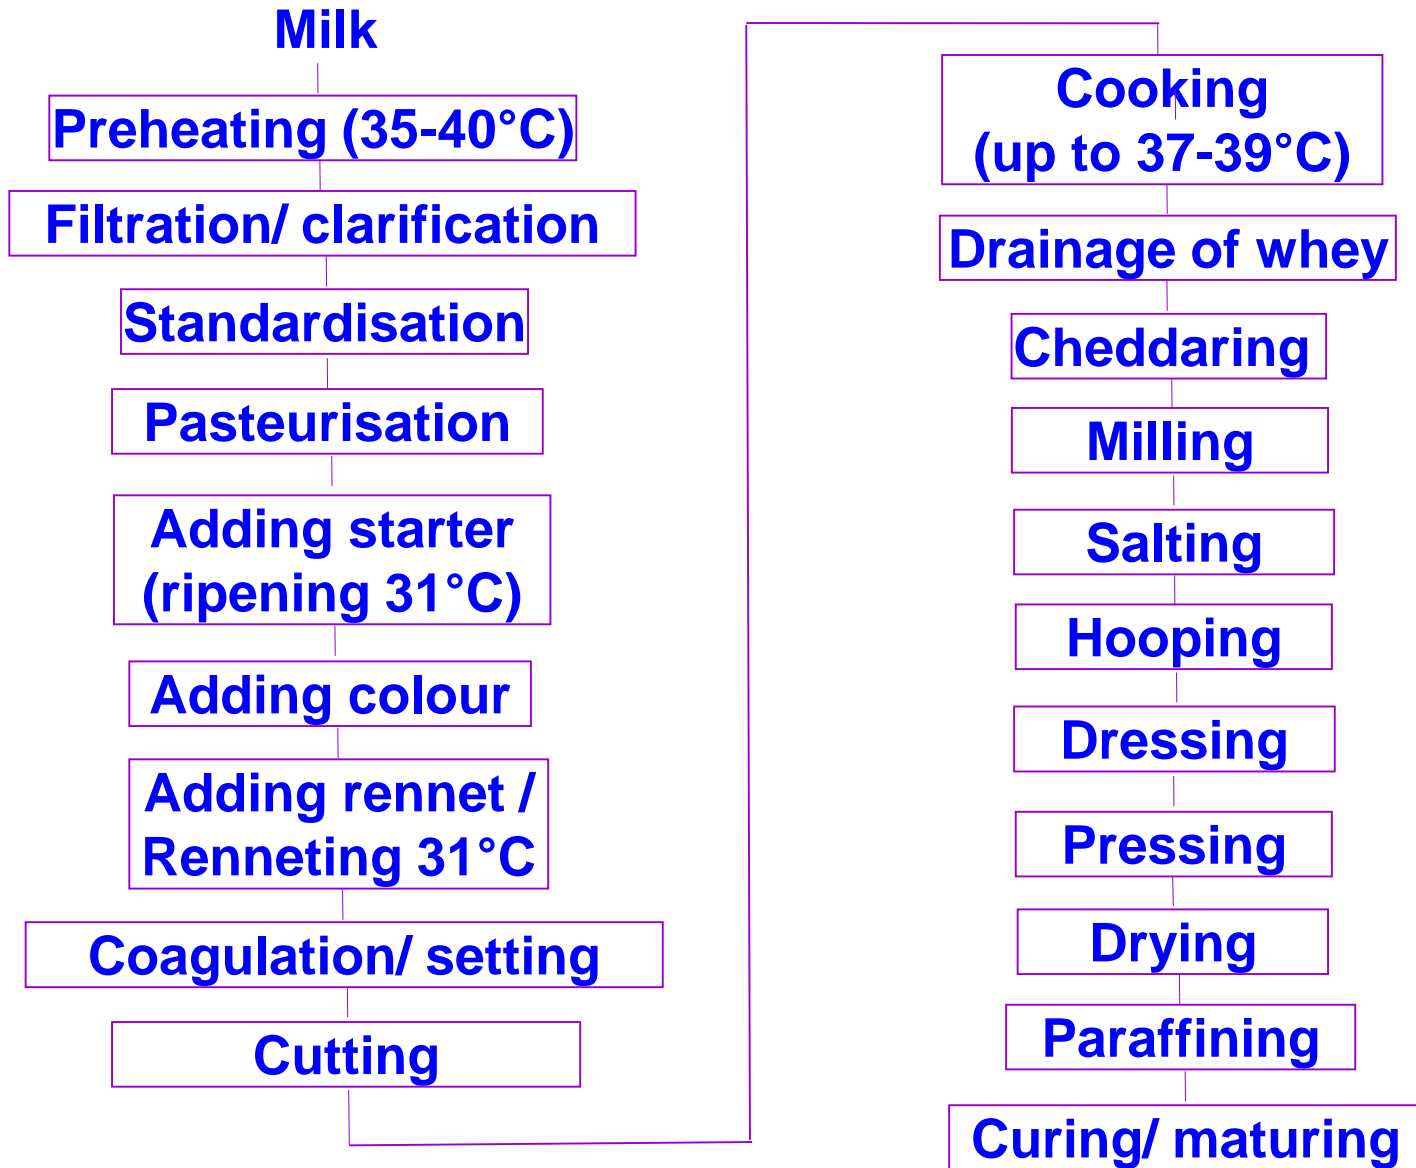 Milk
Preheating (35-40°C)
Filtration/ clarification
Standardisation
Pasteurisation
Adding starter
(ripening 31°C)
Adding colour
Adding rennet /
Renneting 31°C
Coagulation/ setting
Cutting
Cooking
(up to 37-39°C)
Drainage of whey
Cheddaring
Milling
Salting
Hooping
Dressing
Pressing
Drying
Paraffining
Curing/ maturing